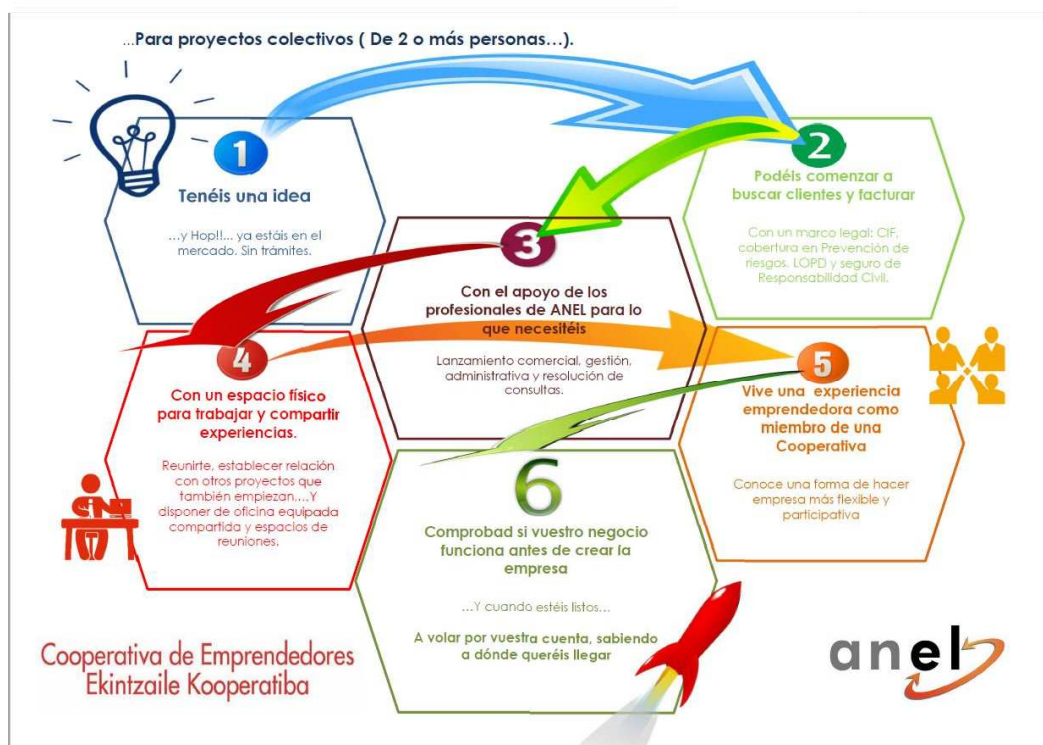 ...Para proyectos colectivos ( De 2 o más personas...).
1
Tenéis una idea
...y Hop!!... ya estáis en el
mercado. Sin trámites.
2
Podéis comenzar a
buscar clientes y facturar
Con un marco legal: CIF,
cobertura en Prevención de
riesgos. LOPD y seguro de
Responsabilidad Civil.
3
Con el apoyo de los
profesionales de ANEL para lo
que necesitéis
Lanzamiento comercial, gestión,
administrativa y resolución de
consultas.
4
Con un espacio físico
para trabajar y compartir
experiencias.
Reunirte, establecer relación
con otros proyectos que
también empiezan....Y
disponer de oficina equipada
compartida y espacios de
reuniones.
5
Vive una experiencia
emprendedora como
miembro de una
Cooperativa
Conoce una forma de hacer
empresa más flexible y
participativa
6
Comprobad si vuestro negocio
funciona antes de crear la
empresa
...Y cuando estéis listos...
A volar por vuestra cuenta, sabiendo
a dónde queréis llegar
Cooperativa de Emprendedores
Ekintzaile Kooperatiba
anel